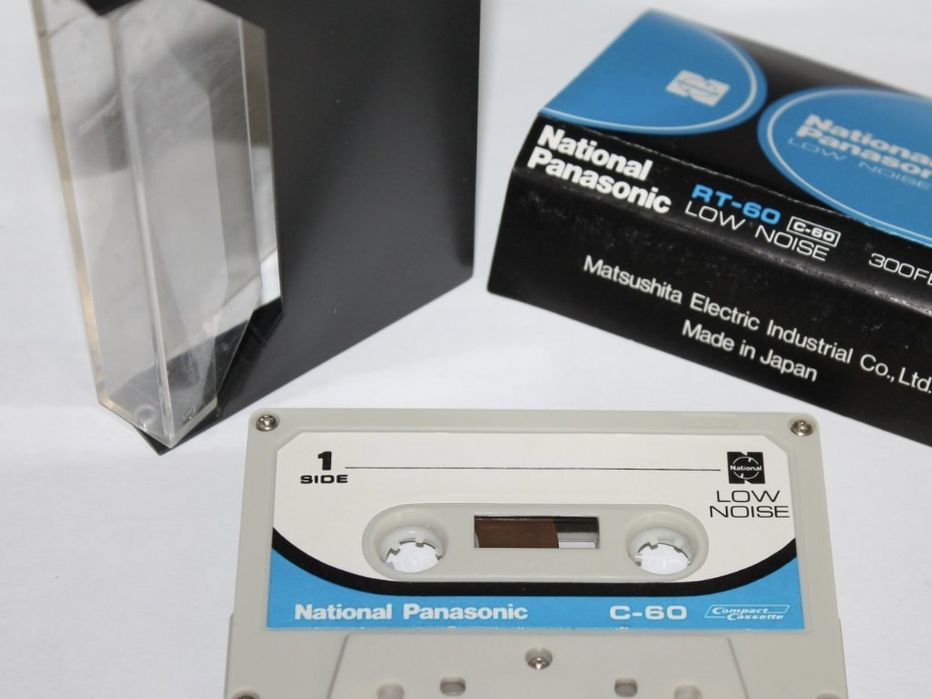 National
Panasonic
LOW NOISE
National
Panasonic
RT-60 C-60
LOW NOISE
Matsushita Electric Industrial Co., Ltd.
Made in Japan
1
SIDE
National
LOW
NOISE
National Panasonic C-60 Compact
Cassette